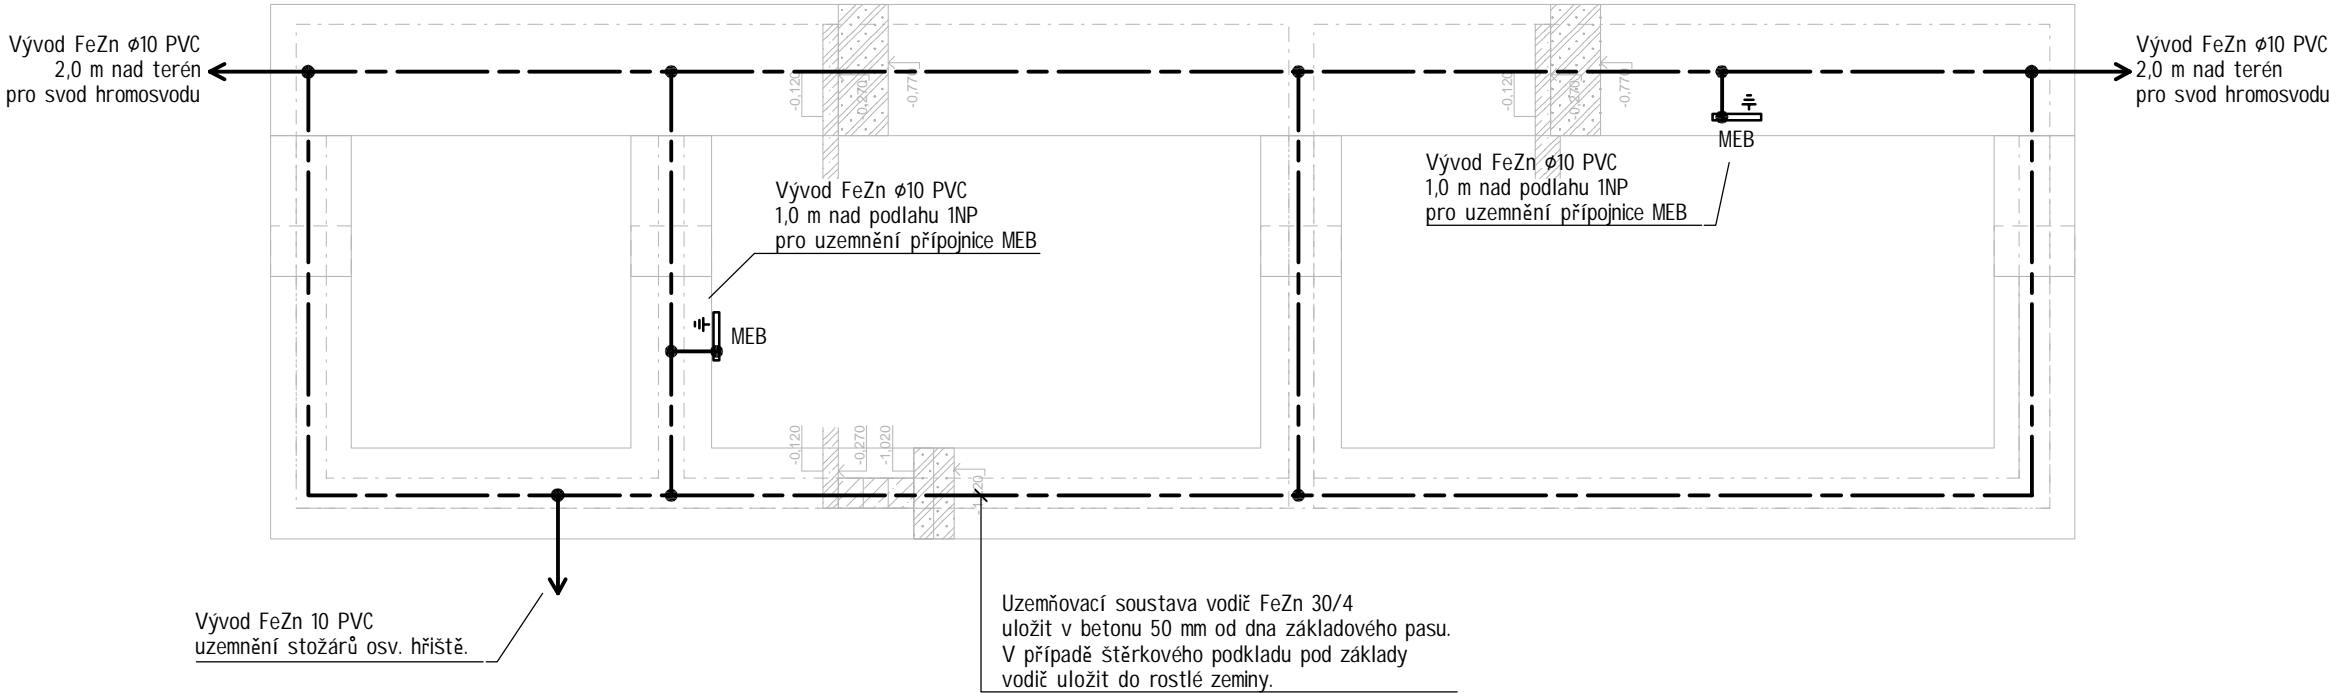 Vývod FeZn ø10 PVC
2,0 m nad terén
pro svod hromosvodu
Vývod FeZn ø10 PVC
2,0 m nad terén
pro svod hromosvodu
-0,120
-0,270
-0,770
-0,120
-0,270
-0,770
MEB
Vývod FeZn ø10 PVC
1,0 m nad podlahu 1NP
pro uzemnění přípojnice MEB
Vývod FeZn ø10 PVC
1,0 m nad podlahu 1NP
pro uzemnění přípojnice MEB
MEB
-0,120
-0,270
-1,020
Vývod FeZn 10 PVC
uzemnění stožárů osv. hřiště.
Uzemňovací soustava vodič FeZn 30/4
uložit v betonu 50 mm od dna základového pasu.
V případě štěrkového podkladu pod základy
vodič uložit do rostlé zeminy.